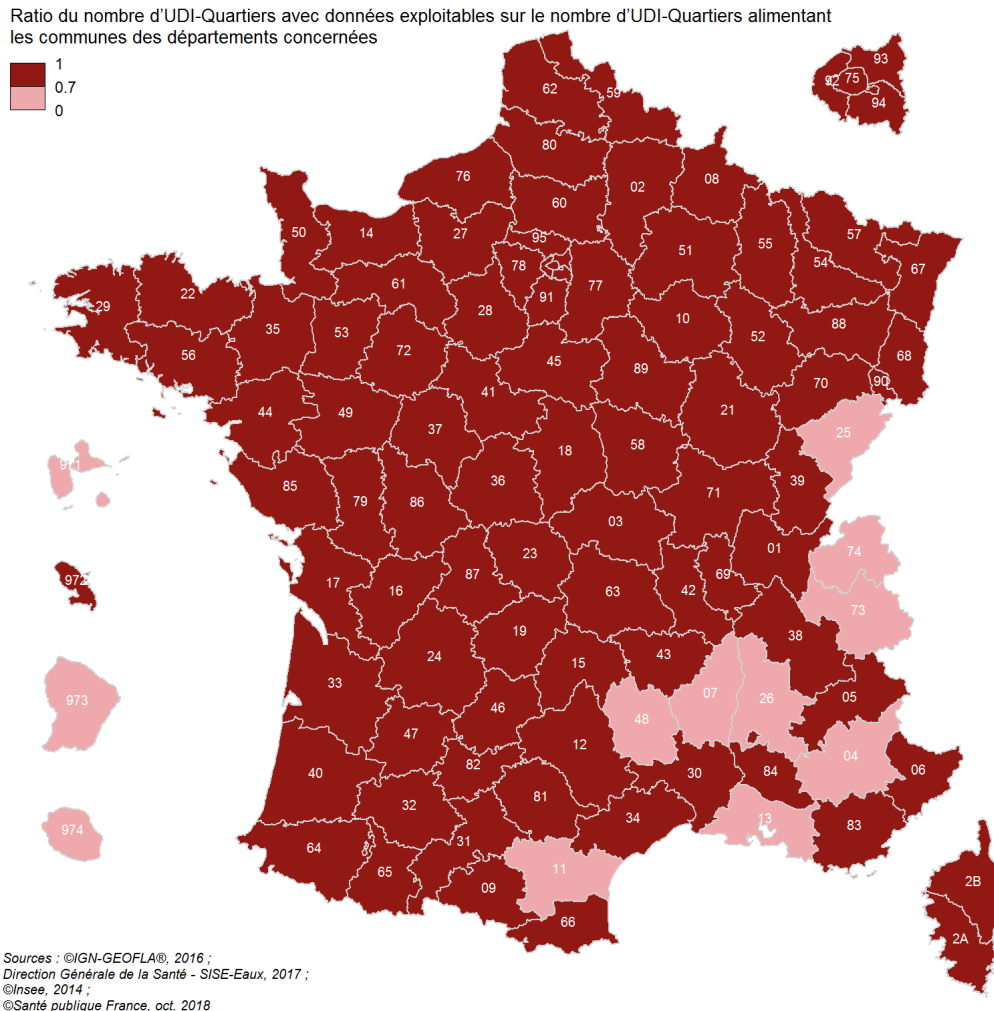 Ratio du nombre d'UDI-Quartiers avec données exploitables sur le nombre d'UDI-Quartiers alimentant
les communes des départements concernées
1
0.7
0
93
92 75
94
62 59
80
76 02 08
60
50 14 27 95 51 55 57
78 54 67
22 61 77
29 28 91
35 53 10 52 88
56 72 45 89 68
41 70 90
44 49 21
37 25
18 58
971 85 79 86 36 71 39
03
972 23 01 74
17 16 87 63 42 69
73
19 38
24 15 43
33 07 26 05
973 46 48
47 12 04
40 82 30 84 06
32 81
974 34 13 83
64 31
65 09 11
66 2B
2A
Sources : ©IGN-GEOFLA®, 2016 ;
Direction Générale de la Santé - SISE-Eaux, 2017 ;
©Insee, 2014 ;
©Santé publique France, oct. 2018